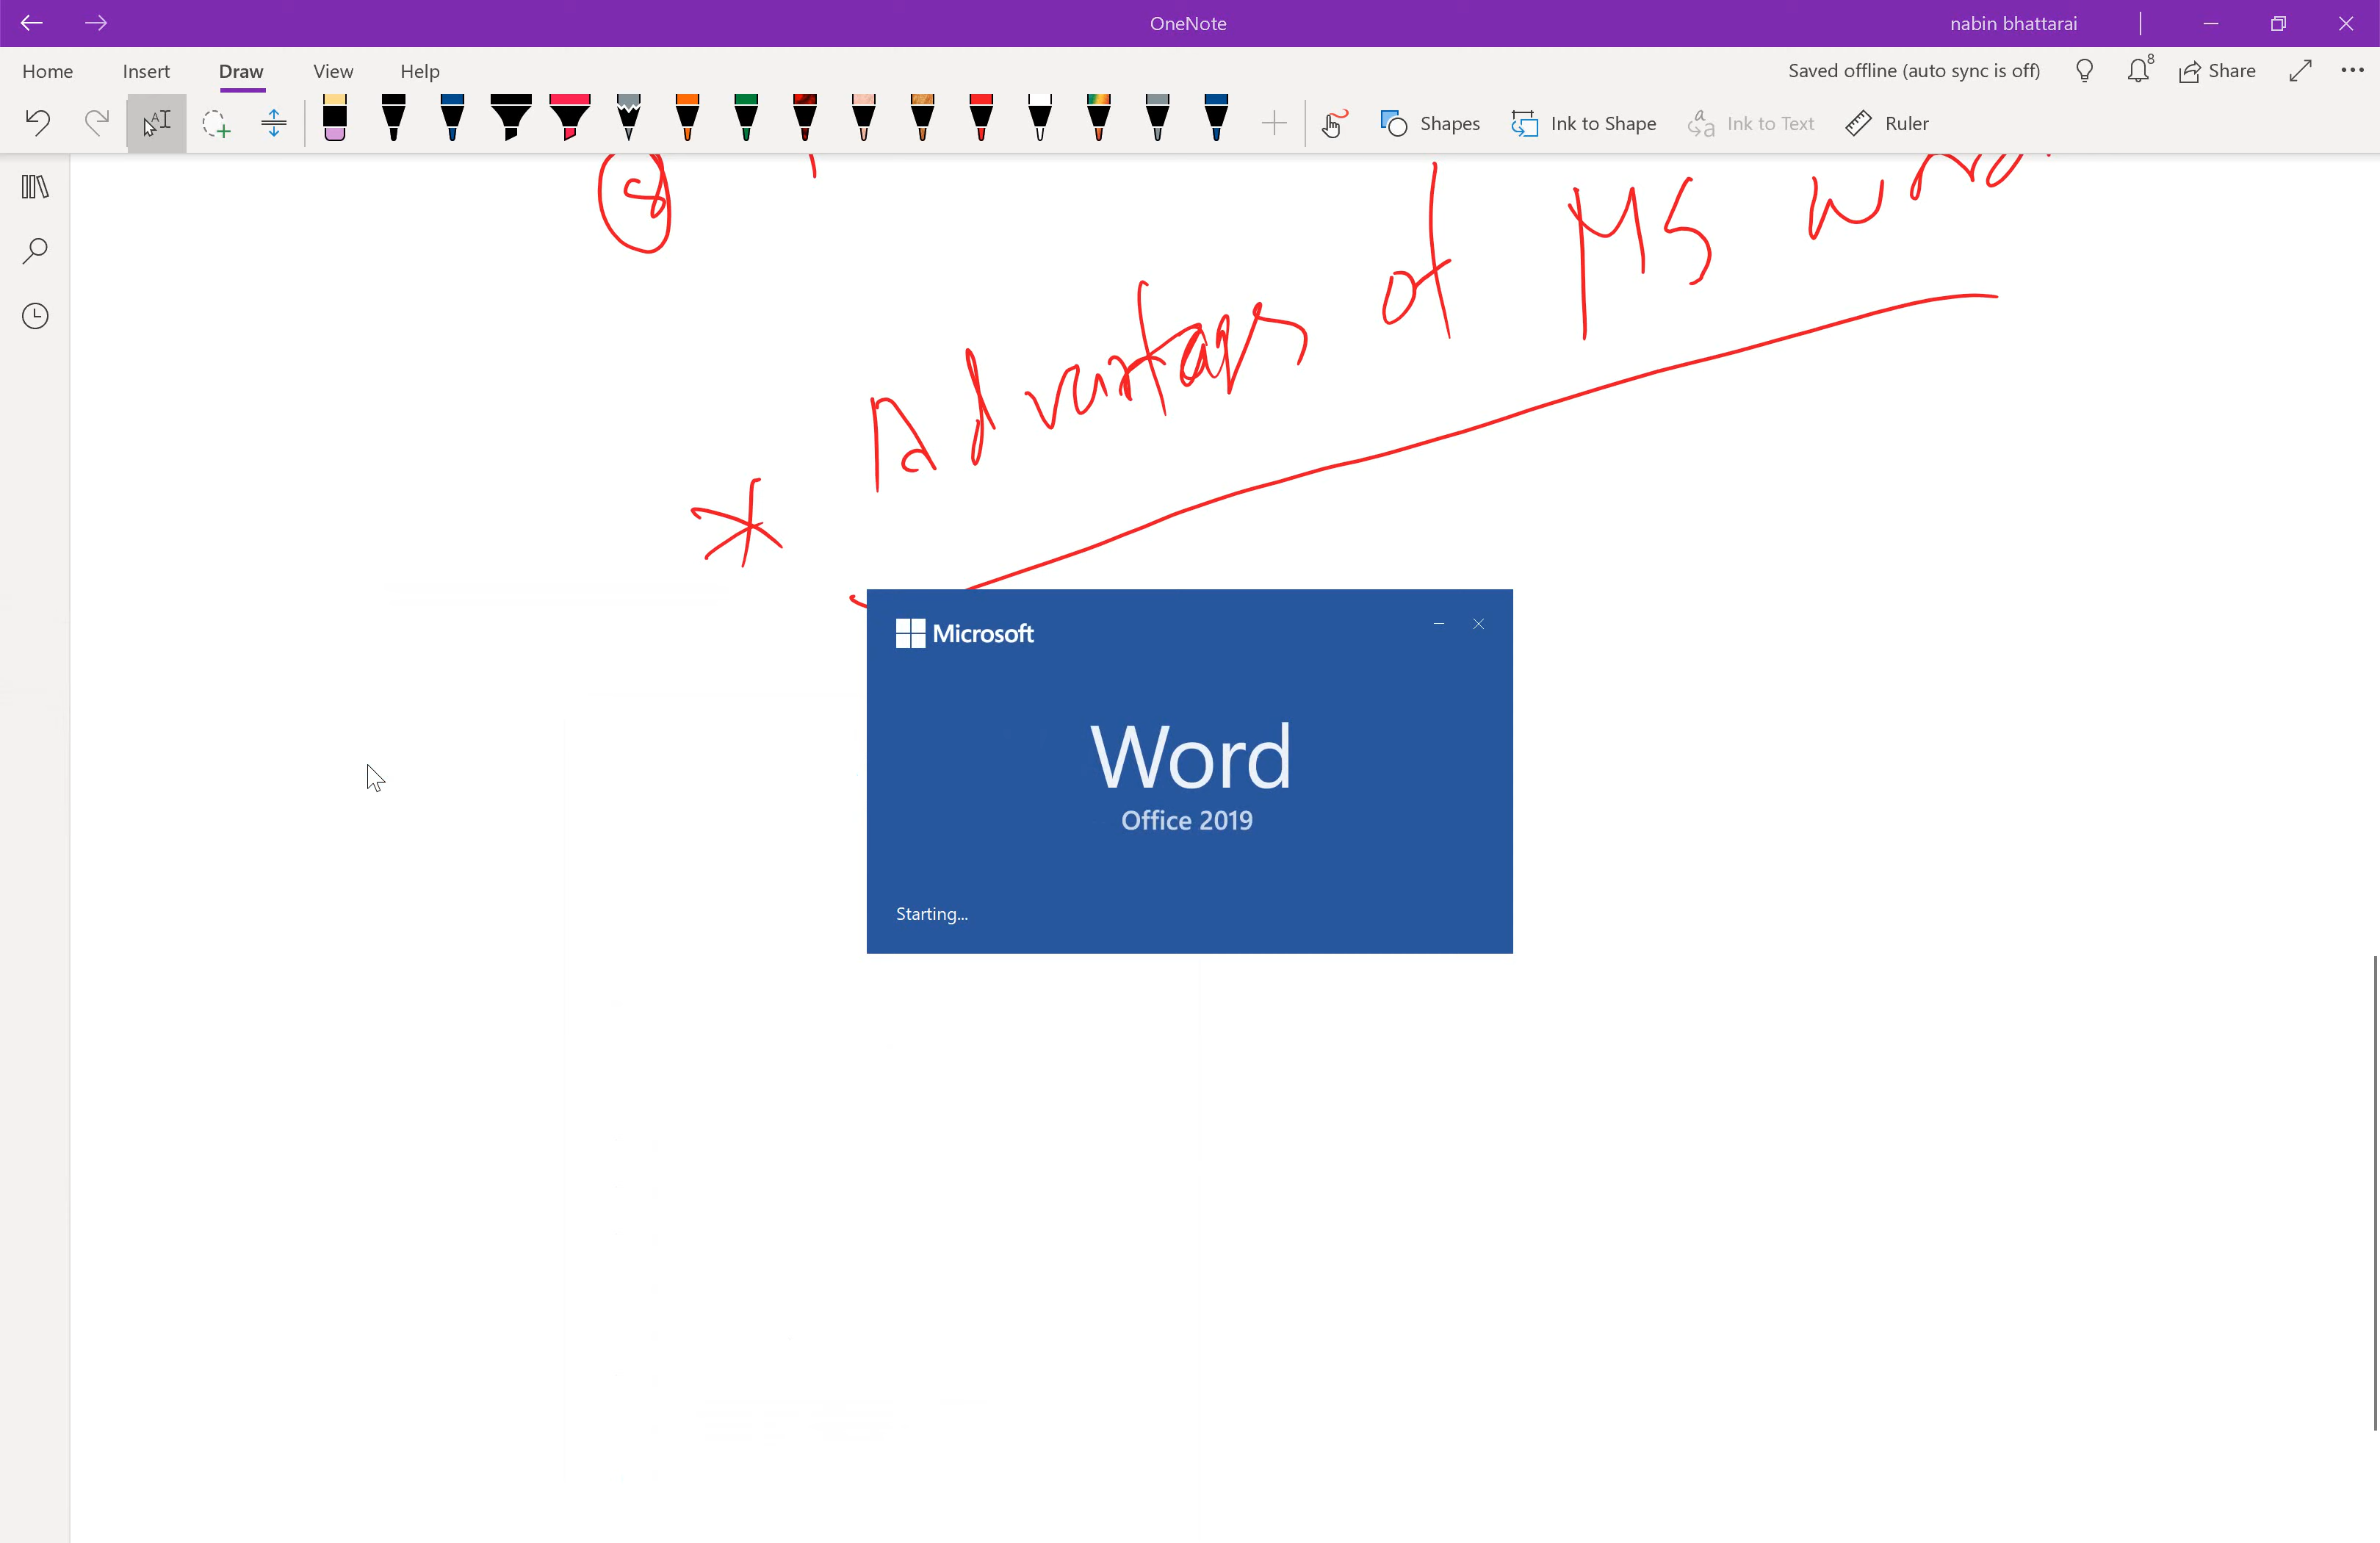 OneNote
nabin bhattarai
Home Insert Draw View Help
Saved offline (auto sync is off) 8 Share
Shapes Ink to Shape Ink to Text Ruler
* Advantages of MS Word
Microsoft
Word
Office 2019
Starting...